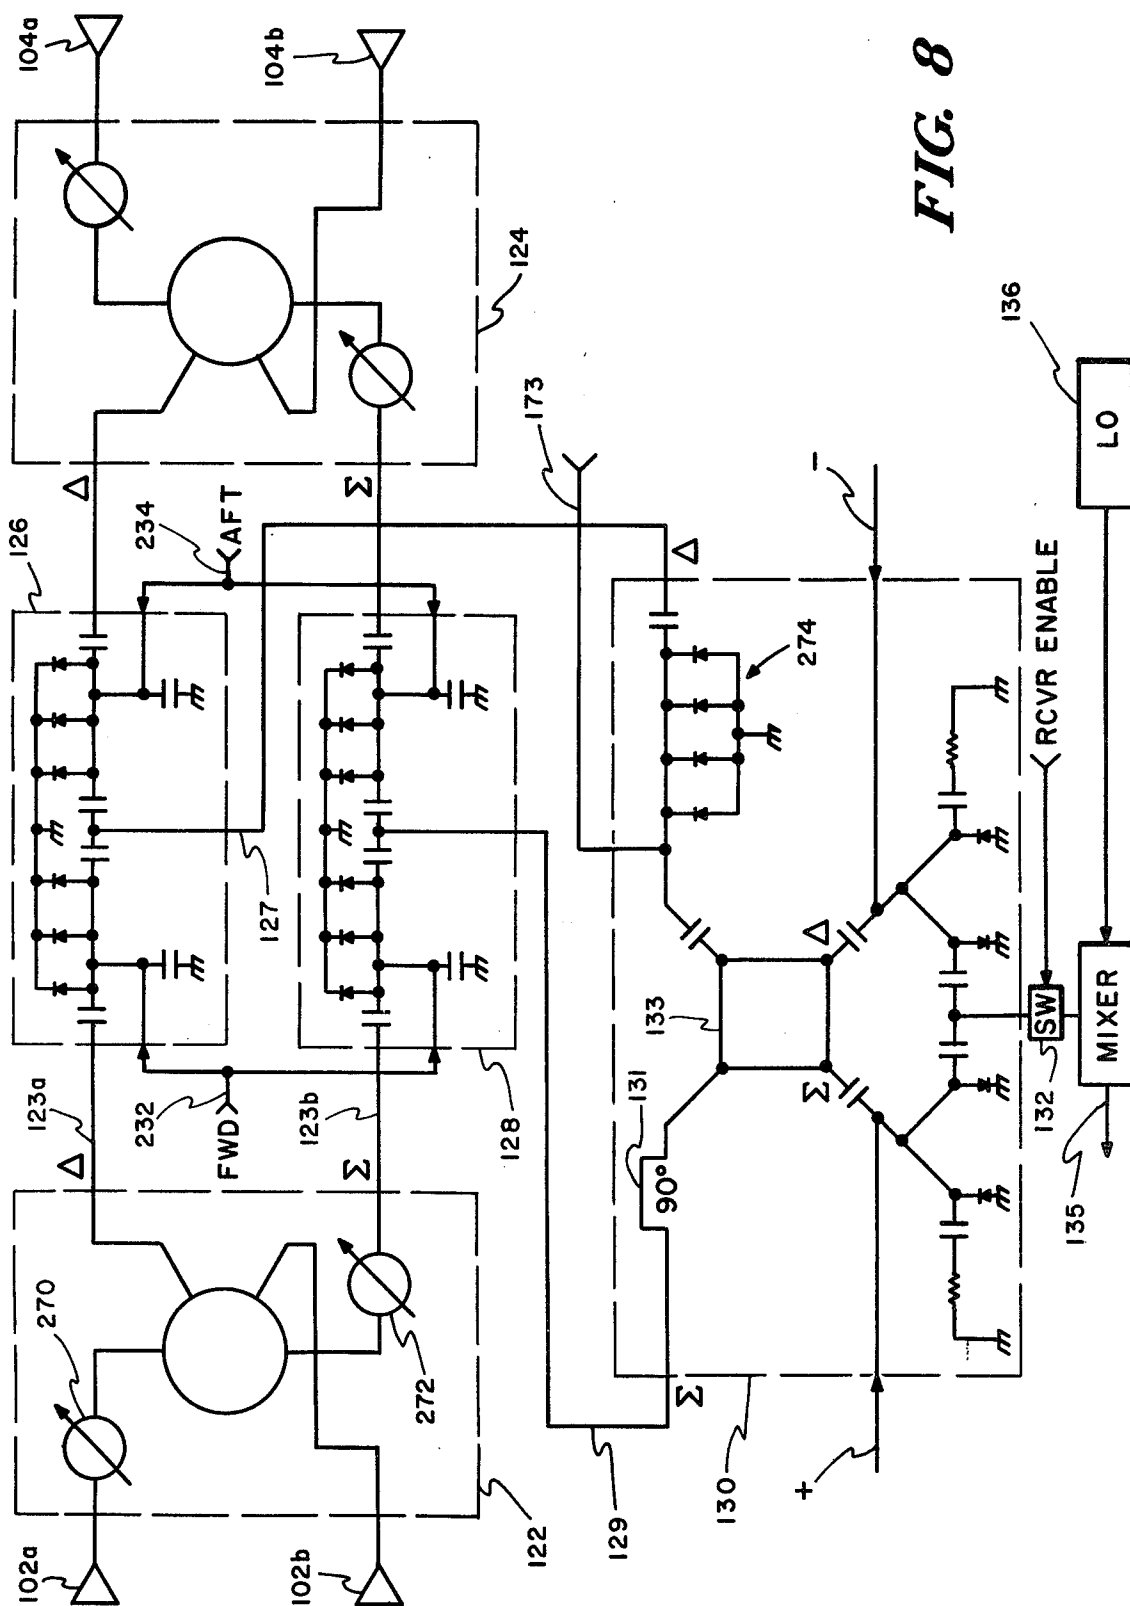 102a
102b
270
272
122
Δ
Σ
123a
123b
232
FWD
126
127
128
234
AFT
Δ
Σ
104a
104b
124
173
129
Σ
130
131
90°
133
Σ
Δ
Δ
274
+
−
RCVR ENABLE
SW
132
MIXER
135
LO
136
FIG. 8